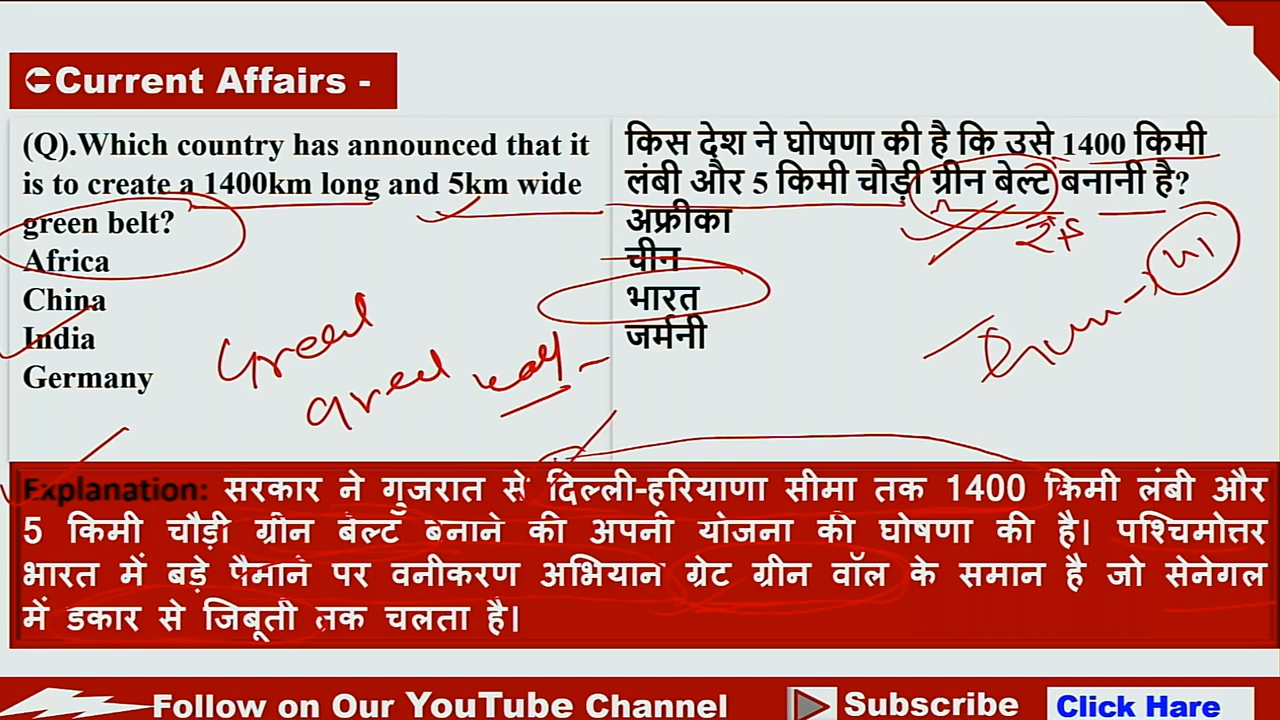 Current Affairs -
(Q).Which country has announced that it
is to create a 1400km long and 5km wide
green belt?
Africa
China
India
Germany
किस देश ने घोषणा की है कि उसे 1400 किमी
लंबी और 5 किमी चौड़ी ग्रीन बेल्ट बनानी है?
अफ्रीका
चीन
भारत
जर्मनी
Green
Green wall
Explanation: सरकार ने गुजरात से दिल्ली-हरियाणा सीमा तक 1400 किमी लंबी और
5 किमी चौड़ी ग्रीन बेल्ट बनाने की अपनी योजना की घोषणा की है। पश्चिमोत्तर
भारत में बड़े पैमाने पर वनीकरण अभियान ग्रेट ग्रीन वॉल के समान है जो सेनेगल
में डकार से जिबूती तक चलता है।
Follow on Our YouTube Channel
Subscribe
Click Hare